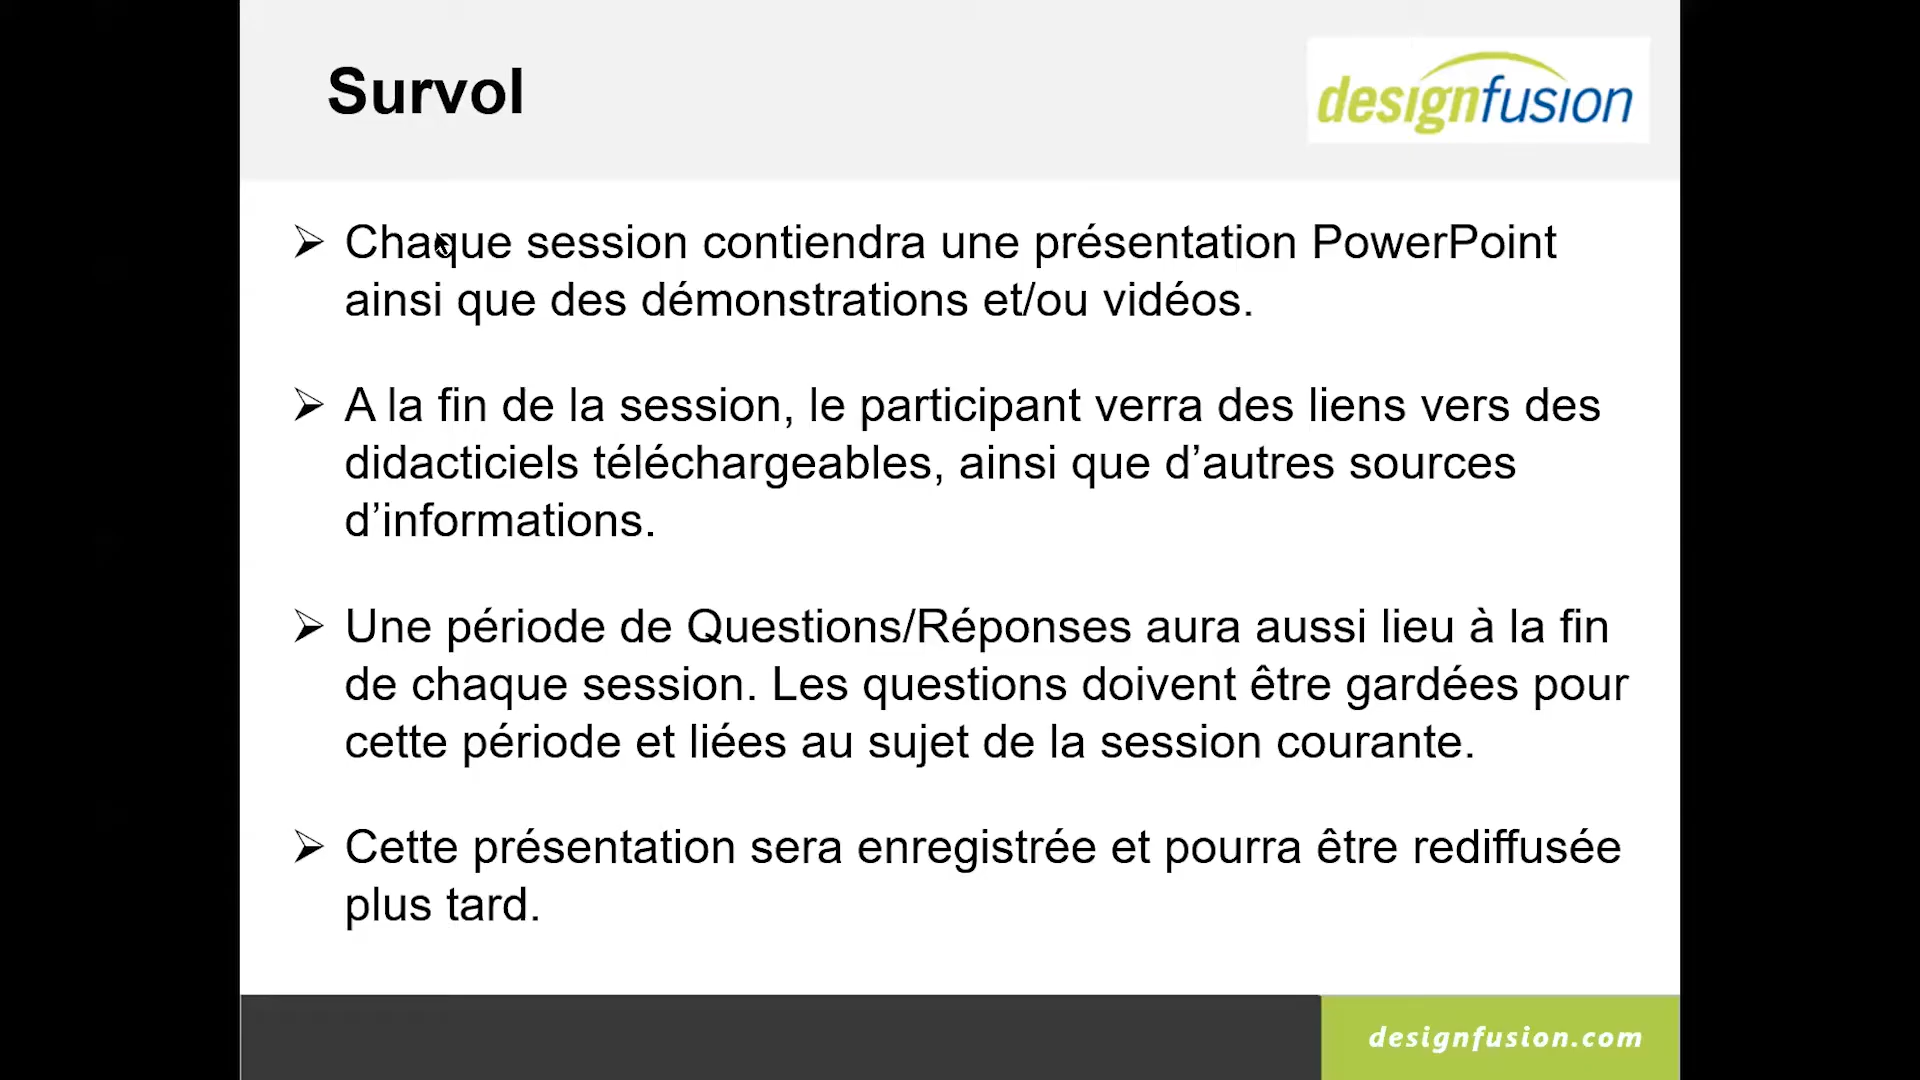 Survol
designfusion
Chaque session contiendra une présentation PowerPoint
ainsi que des démonstrations et/ou vidéos.
A la fin de la session, le participant verra des liens vers des
didacticiels téléchargeables, ainsi que d’autres sources
d’informations.
Une période de Questions/Réponses aura aussi lieu à la fin
de chaque session. Les questions doivent être gardées pour
cette période et liées au sujet de la session courante.
Cette présentation sera enregistrée et pourra être rediffusée
plus tard.
designfusion.com